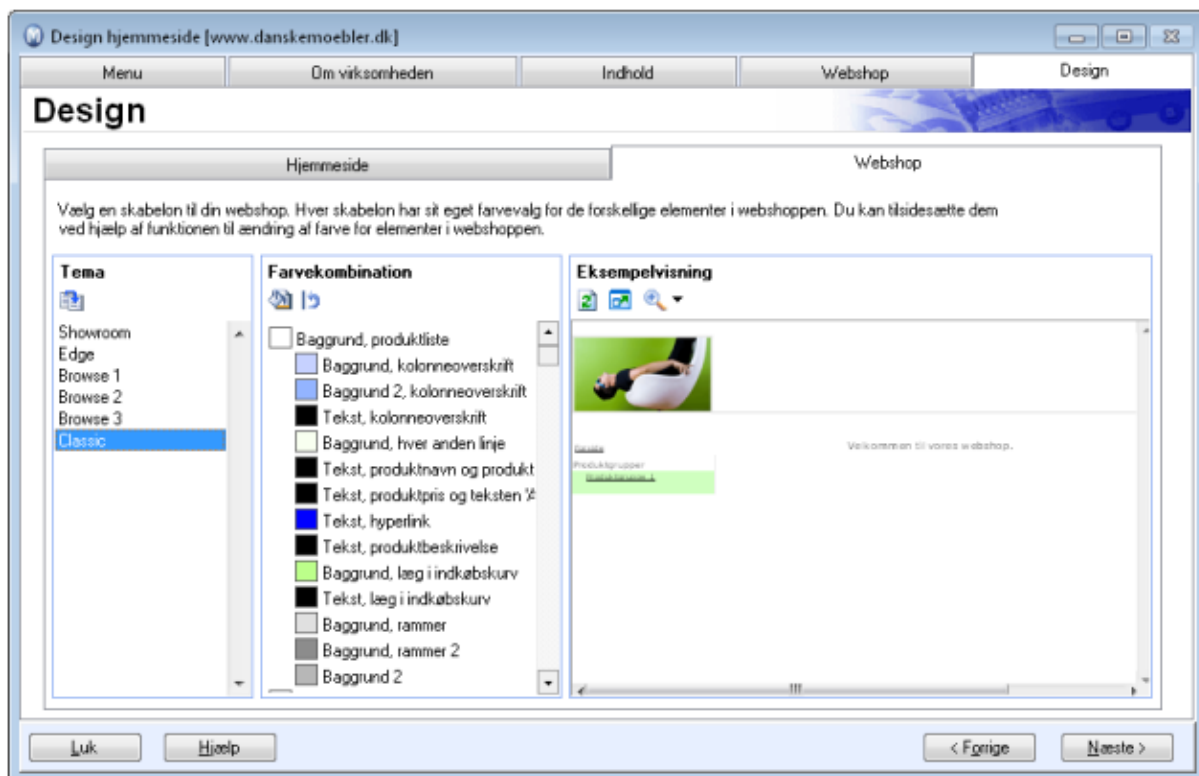 Design hjemmeside [www.danskemoebler.dk]
Menu
Om virksomheden
Indhold
Webshop
Design
Design
Hjemmeside
Webshop
Vælg en skabelon til din webshop. Hver skabelon har sit eget farvevalg for de forskellige elementer i webshoppen. Du kan tilsidesætte dem
ved hjælp af funktionen til ændring af farve for elementer i webshoppen.
Tema
Showroom
Edge
Browse 1
Browse 2
Browse 3
Classic
Farvekombination
Baggrund, produktliste
Baggrund, kolonneoverskrift
Baggrund 2, kolonneoverskrift
Tekst, kolonneoverskrift
Baggrund, hver anden linje
Tekst, produktnavn og produkt
Tekst, produktpris og teksten 'A
Tekst, hyperlink
Tekst, produktbeskrivelse
Baggrund, læg i indkøbskurv
Tekst, læg i indkøbskurv
Baggrund, rammer
Baggrund, rammer 2
Baggrund 2
Eksempelvisning
Velkommen til vores webshop.
Produktgrupper
Luk
Hjælp
< Forrige
Næste >